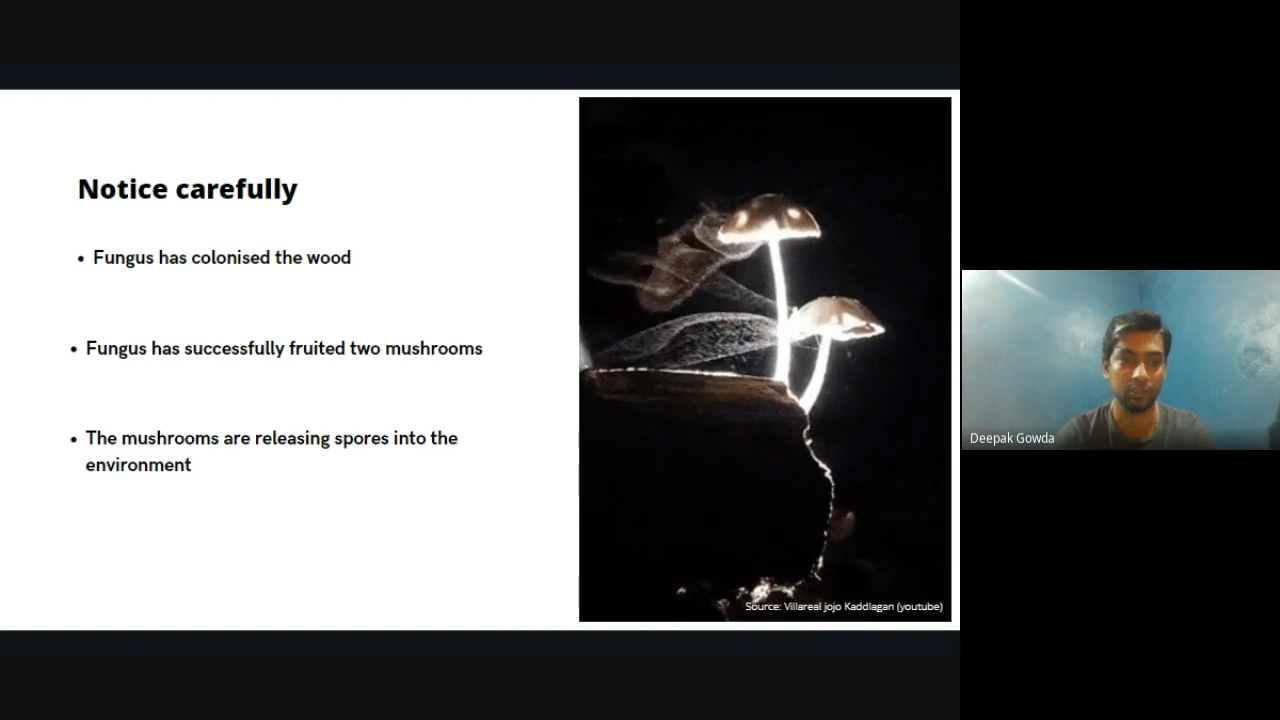 Notice carefully
• Fungus has colonised the wood
• Fungus has successfully fruited two mushrooms
• The mushrooms are releasing spores into the
environment
Source: Villareal jojo Kaddlagan (youtube)
Deepak Gowda